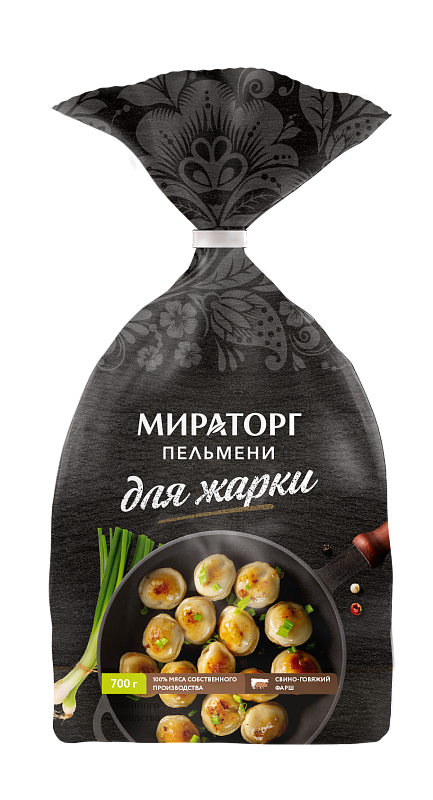 МИРАТОРГ
ПЕЛЬМЕНИ
для жарки
700 г
100% МЯСА СОБСТВЕННОГО
ПРОИЗВОДСТВА
СВИНО-ГОВЯЖИЙ
ФАРШ